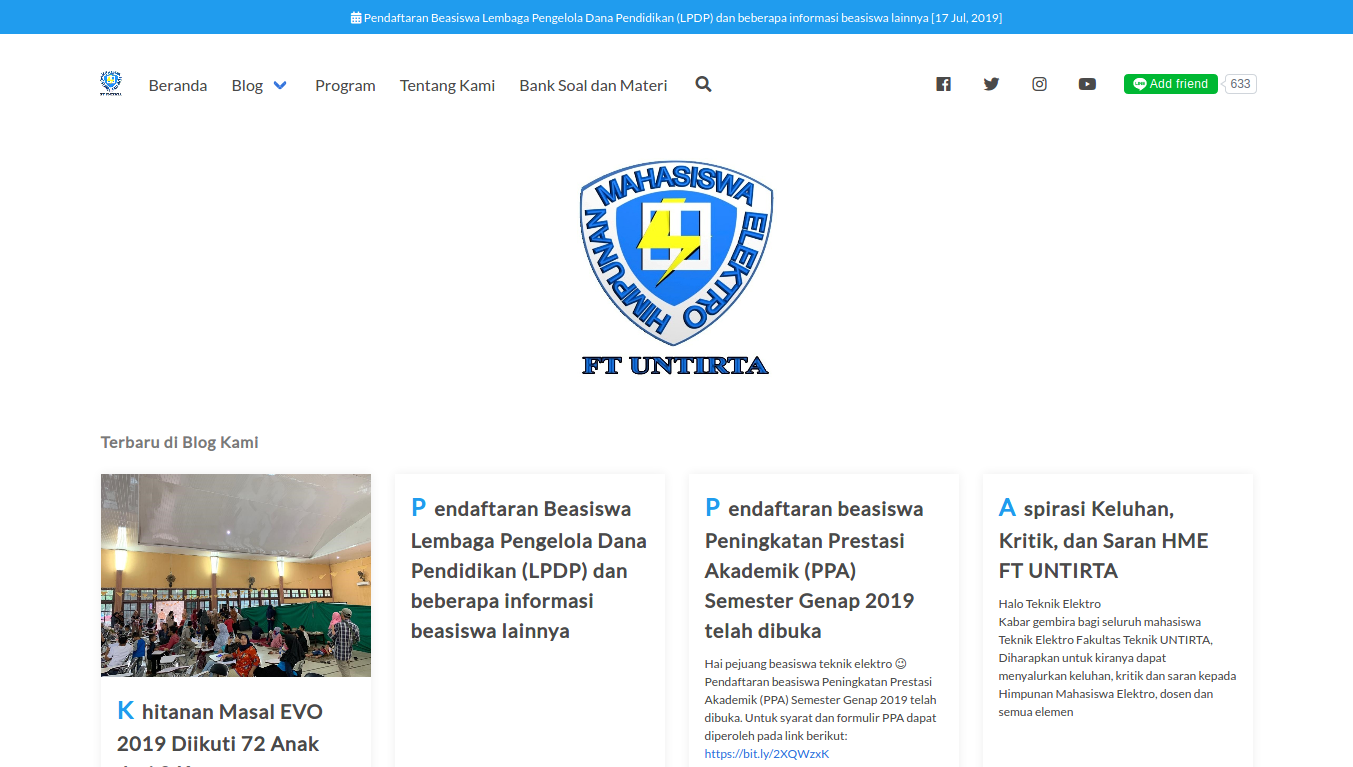 Pendaftaran Beasiswa Lembaga Pengelola Dana Pendidikan (LPDP) dan beberapa informasi beasiswa lainnya [17 Jul, 2019]
Beranda Blog Program Tentang Kami Bank Soal dan Materi Add friend 633
HIMPUNAN MAHASISWA ELEKTRO
FT UNTIRTA
Terbaru di Blog Kami
Khitanan Masal EVO
2019 Diikuti 72 Anak
Pendaftaran Beasiswa
Lembaga Pengelola Dana
Pendidikan (LPDP) dan
beberapa informasi
beasiswa lainnya
Pendaftaran beasiswa
Peningkatan Prestasi
Akademik (PPA)
Semester Genap 2019
telah dibuka
Hai pejuang beasiswa teknik elektro 😉
Pendaftaran beasiswa Peningkatan Prestasi
Akademik (PPA) Semester Genap 2019 telah
dibuka. Untuk syarat dan formulir PPA dapat
diperoleh pada link berikut:
https://bit.ly/2XQWzxK
Aspirasi Keluhan,
Kritik, dan Saran HME
FT UNTIRTA
Halo Teknik Elektro
Kabar gembira bagi seluruh mahasiswa
Teknik Elektro Fakultas Teknik UNTIRTA,
Diharapkan untuk kiranya dapat
menyalurkan keluhan, kritik dan saran kepada
Himpunan Mahasiswa Elektro, dosen dan
semua elemen